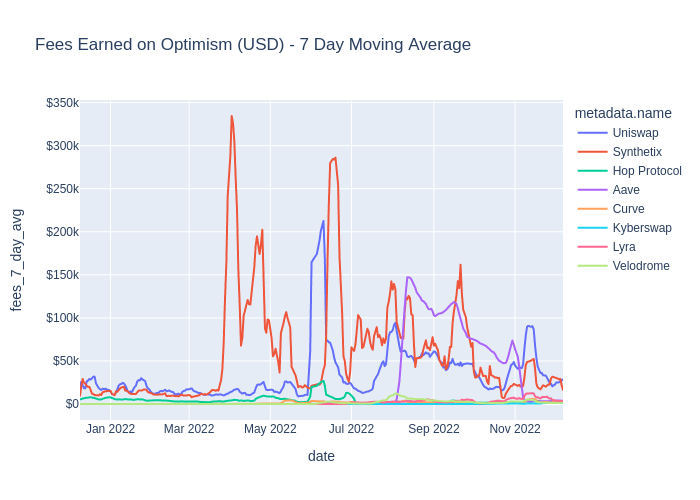 Fees Earned on Optimism (USD) - 7 Day Moving Average
$350k
$300k
$250k
$200k
$150k
$100k
$50k
$0
fees_7_day_avg
Jan 2022
Mar 2022
May 2022
Jul 2022
Sep 2022
Nov 2022
date
metadata.name
Uniswap
Synthetix
Hop Protocol
Aave
Curve
Kyberswap
Lyra
Velodrome